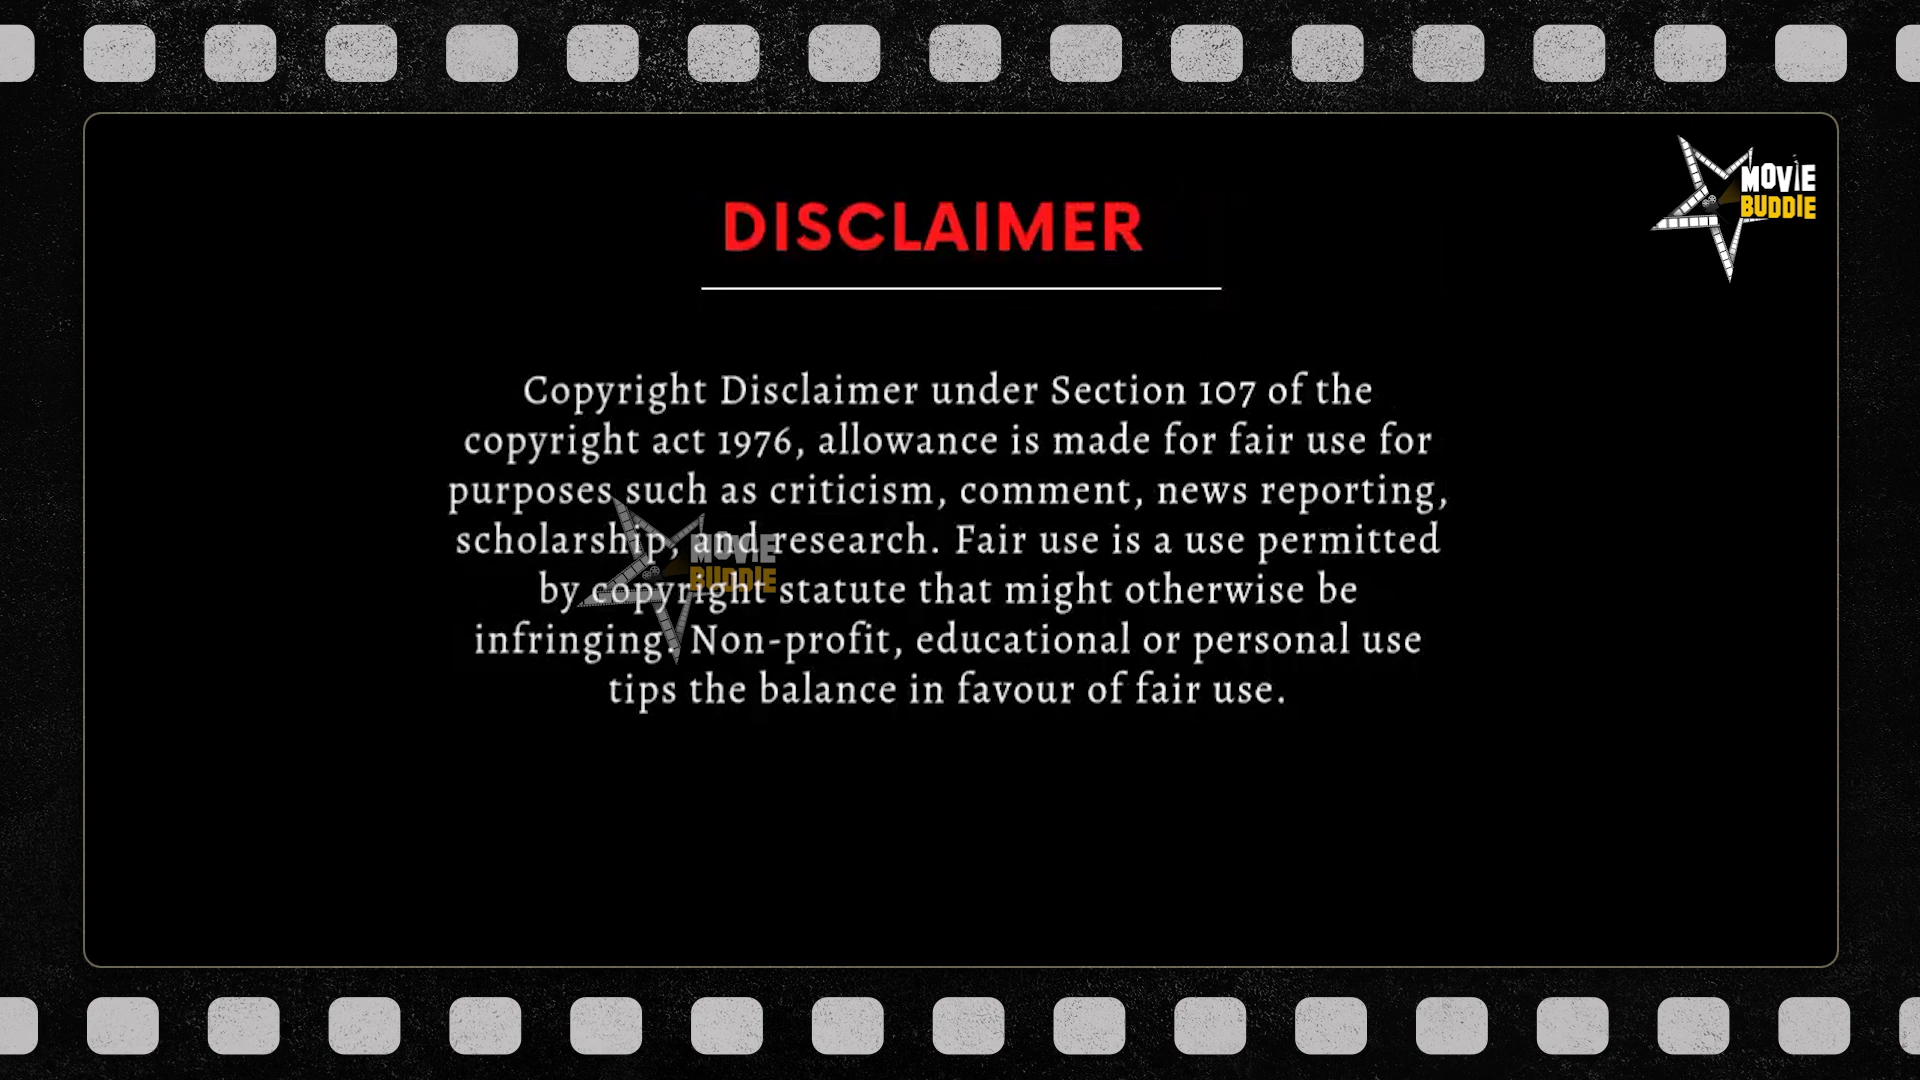 MOVIE
BUDDIE
DISCLAIMER
Copyright Disclaimer under Section 107 of the
copyright act 1976, allowance is made for fair use for
purposes such as criticism, comment, news reporting,
scholarship, and research. Fair use is a use permitted
by copyright statute that might otherwise be
infringing. Non-profit, educational or personal use
tips the balance in favour of fair use.
MOVIE
BUDDIE